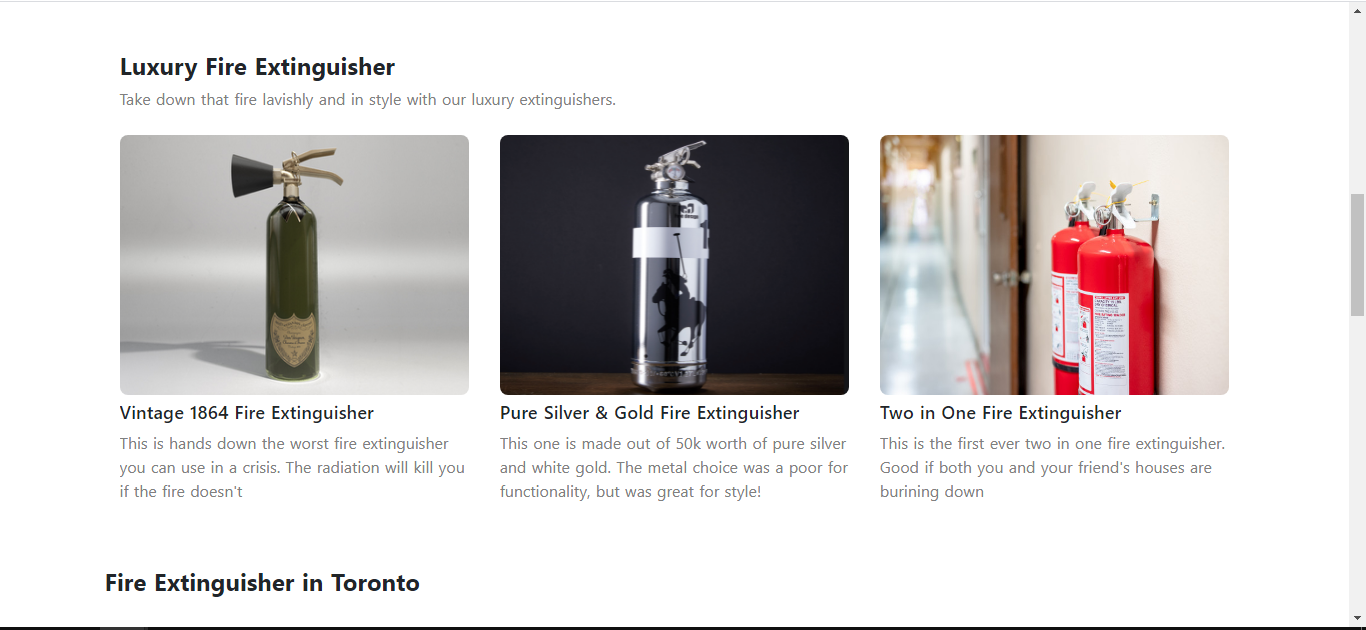 Luxury Fire Extinguisher
Take down that fire lavishly and in style with our luxury extinguishers.
Vintage 1864 Fire Extinguisher
This is hands down the worst fire extinguisher
you can use in a crisis. The radiation will kill you
if the fire doesn't
Pure Silver & Gold Fire Extinguisher
This one is made out of 50k worth of pure silver
and white gold. The metal choice was a poor for
functionality, but was great for style!
Two in One Fire Extinguisher
This is the first ever two in one fire extinguisher.
Good if both you and your friend's houses are
burining down
Fire Extinguisher in Toronto